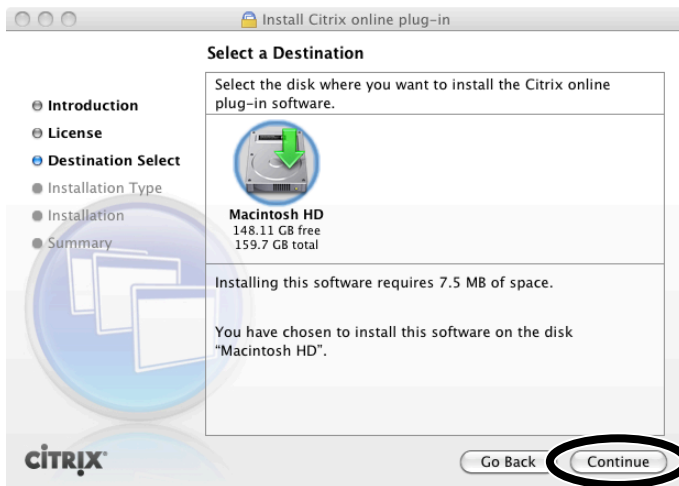 Install Citrix online plug-in
Select a Destination
Introduction
License
Destination Select
Installation Type
Installation
Summary
Select the disk where you want to install the Citrix online
plug-in software.
Macintosh HD
148.11 GB free
159.7 GB total
Installing this software requires 7.5 MB of space.
You have chosen to install this software on the disk
“Macintosh HD”.
CITRIX
Go Back
Continue